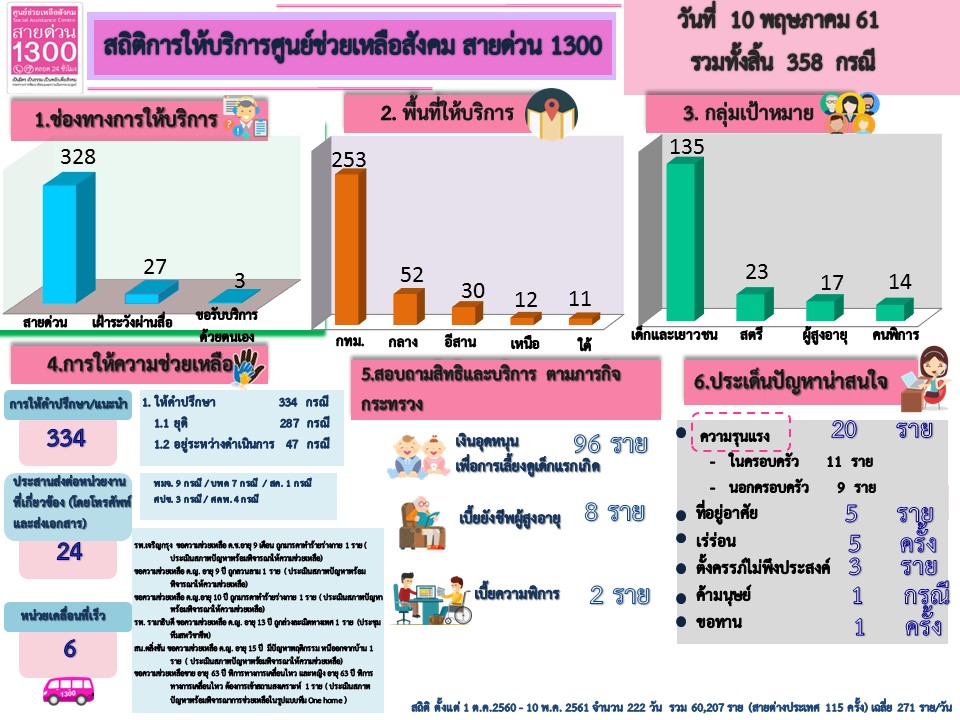 ศูนย์ช่วยเหลือสังคม
Social Assistance Centre
สายด่วน
1300
ตลอด 24 ชั่วโมง
สถิติการให้บริการศูนย์ช่วยเหลือสังคม สายด่วน 1300
วันที่ 10 พฤษภาคม 61
รวมทั้งสิ้น 358 กรณี
1.ช่องทางการให้บริการ
328
27
3
สายด่วน
เฝ้าระวังผ่านสื่อ
ขอรับบริการ
ด้วยตนเอง
2. พื้นที่ให้บริการ
253
52
30
12
11
กทม.
กลาง
อีสาน
เหนือ
ใต้
3. กลุ่มเป้าหมาย
135
23
17
14
เด็กและเยาวชน
สตรี
ผู้สูงอายุ
คนพิการ
4.การให้ความช่วยเหลือ
การให้คำปรึกษา/แนะนำ
334
1. ให้คำปรึกษา 334 กรณี
1.1 ยุติ 287 กรณี
1.2 อยู่ระหว่างดำเนินการ 47 กรณี
ประสานส่งต่อหน่วยงาน
ที่เกี่ยวข้อง (โดยโทรศัพท์
และส่งเอกสาร)
24
พมจ. 9 กรณี / บพด 7 กรณี / สด. 1 กรณี
ศปช. 3 กรณี / สคพ. 4 กรณี
หน่วยเคลื่อนที่เร็ว
6
1300
รพ.เจริญกรุง ขอความช่วยเหลือ ด.ช.อายุ 9 เดือน ถูกมารดาทำร้ายร่างกาย 1 ราย (
ประเมินสภาพปัญหาพร้อมพิจารณาให้ความช่วยเหลือ)
ขอความช่วยเหลือ ด.ญ. อายุ 9 ปี ถูกลวนลาม 1 ราย ( ประเมินสภาพปัญหาพร้อม
พิจารณาให้ความช่วยเหลือ)
ขอความช่วยเหลือ ด.ญ.อายุ 10 ปี ถูกมารดาทำร้ายร่างกาย 1 ราย ( ประเมินสภาพปัญหา
พร้อมพิจารณาให้ความช่วยเหลือ)
รพ. รามาธิบดี ขอความช่วยเหลือ ด.ญ. อายุ 13 ปี ถูกล่วงละเมิดทางเพศ 1 ราย (ประชุม
ทีมสหวิชาชีพ)
สน.ตลิ่งชัน ขอความช่วยเหลือ ด.ญ. อายุ 15 ปี มีปัญหาพฤติกรรม หนีออกจากบ้าน 1
ราย ( ประเมินสภาพปัญหาพร้อมพิจารณาให้ความช่วยเหลือ)
ขอความช่วยเหลือชาย อายุ 63 ปี พิการทางการเคลื่อนไหว และหญิง อายุ 63 ปี พิการ
ทางการเคลื่อนไหว ต้องการเข้าสถานสงเคราะห์ 1 ราย ( ประเมินสภาพ
ปัญหาพร้อมพิจารณาการช่วยเหลือในรูปแบบทีม One home )
5.สอบถามสิทธิและบริการ ตามภารกิจ
กระทรวง
เงินอุดหนุน
เพื่อการเลี้ยงดูเด็กแรกเกิด
96 ราย
เบี้ยยังชีพผู้สูงอายุ 8 ราย
เบี้ยความพิการ 2 ราย
6.ประเด็นปัญหาน่าสนใจ
ความรุนแรง 20 ราย
- ในครอบครัว 11 ราย
- นอกครอบครัว 9 ราย
ที่อยู่อาศัย 5 ราย
เร่ร่อน 5 ครั้ง
ตั้งครรภ์ไม่พึงประสงค์ 3 ราย
ค้ามนุษย์ 1 กรณี
ขอทาน 1 ครั้ง
สถิติ ตั้งแต่ 1 ต.ค.2560 - 10 พ.ค. 2561 จำนวน 222 วัน รวม 60,207 ราย (สายต่างประเทศ 115 ครั้ง) เฉลี่ย 271 ราย/วัน